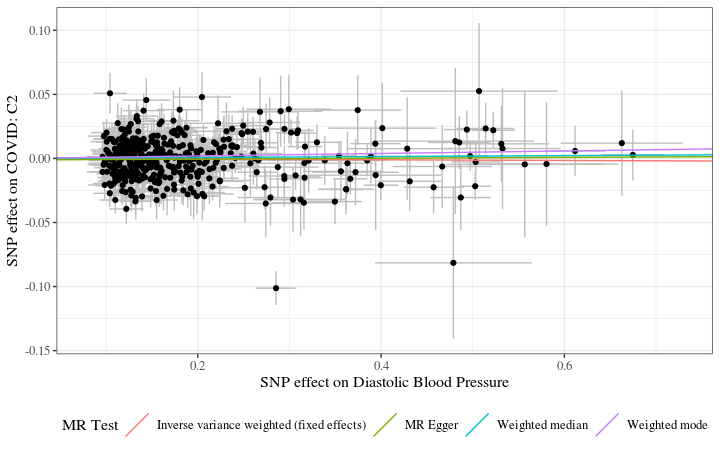 SNP effect on COVID: C2
0.10
0.05
0.00
-0.05
-0.10
-0.15
0.2 0.4 0.6
SNP effect on Diastolic Blood Pressure
MR Test Inverse variance weighted (fixed effects) MR Egger Weighted median Weighted mode